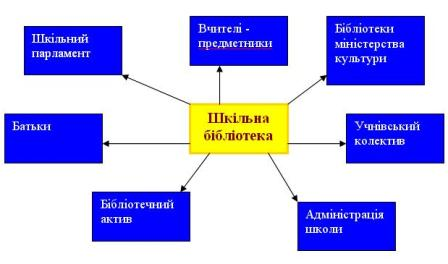 Шкільний
парламент
Вчителі -
предметники
Бібліотеки
міністерства
культури
Батьки
Шкільна
бібліотека
Учнівський
колектив
Бібліотечний
актив
Адміністрація
школи